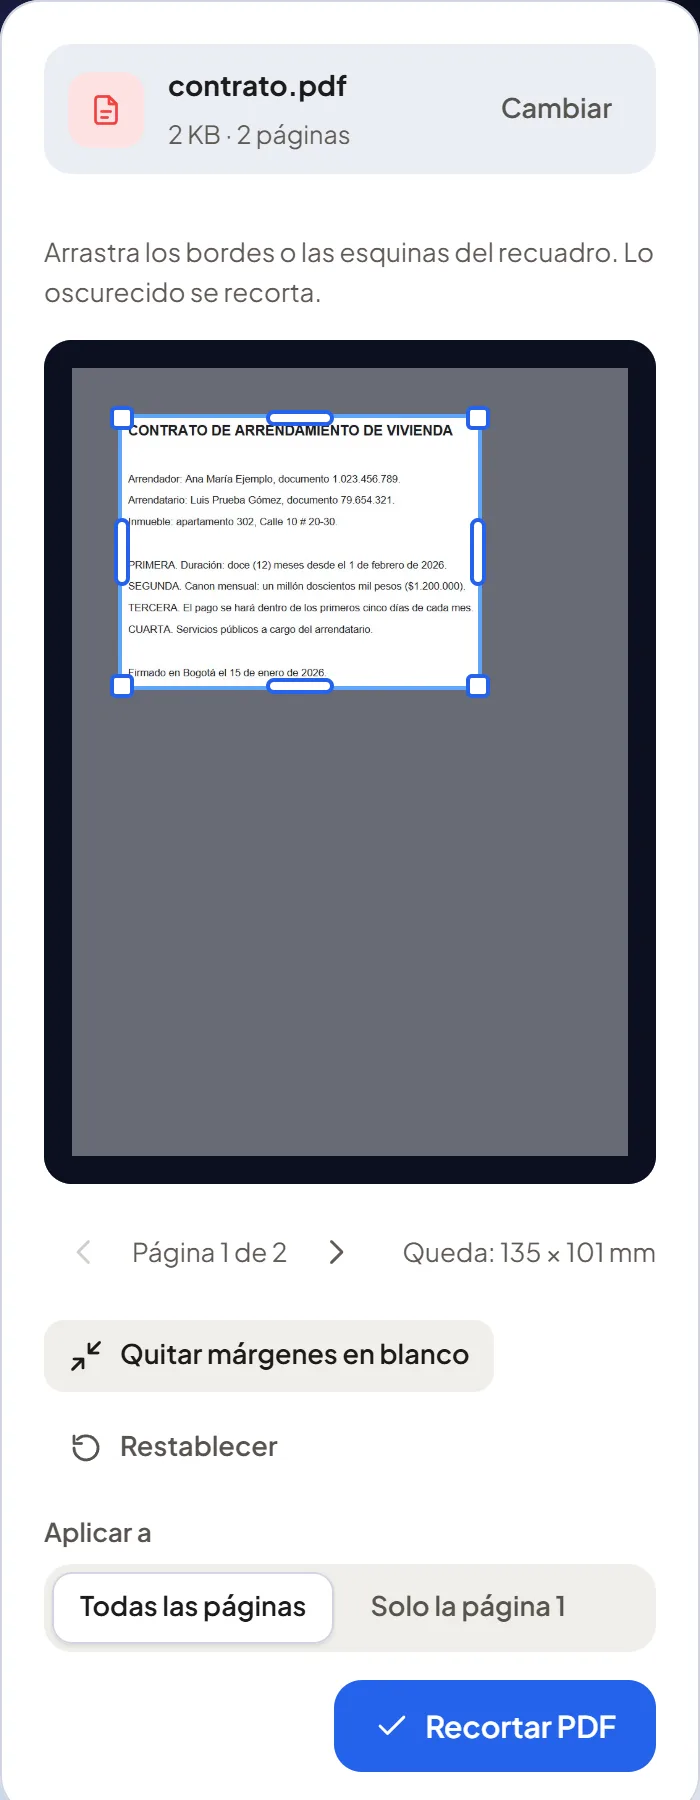 contrato.pdf
2 KB · 2 páginas
Cambiar
Arrastra los bordes o las esquinas del recuadro. Lo
oscurecido se recorta.
CONTRATO DE ARRENDAMIENTO DE VIVIENDA
Arrendador: Ana María Ejemplo, documento 1.023.456.789.
Arrendatario: Luis Prueba Gómez, documento 79.654.321.
Inmueble: apartamento 302, Calle 10 # 20-30.
PRIMERA. Duración: doce (12) meses desde el 1 de febrero de 2026.
SEGUNDA. Canon mensual: un millón doscientos mil pesos ($1.200.000).
TERCERA. El pago se hará dentro de los primeros cinco días de cada mes.
CUARTA. Servicios públicos a cargo del arrendatario.
Firmado en Bogotá el 15 de enero de 2026.
Página 1 de 2
Queda: 135 × 101 mm
Quitar márgenes en blanco
Restablecer
Aplicar a
Todas las páginas
Solo la página 1
Recortar PDF